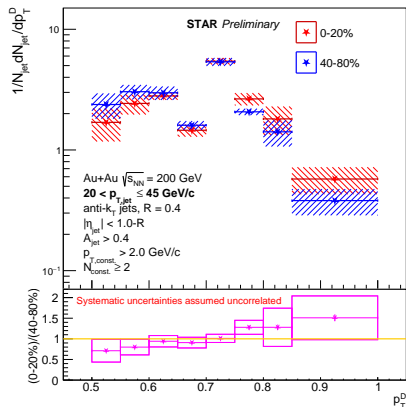 STAR Preliminary
0-20%
40-80%
1/N_jet dN_jet/dp_T^D
10
1
10⁻¹
Au+Au √s_NN = 200 GeV
20 < p_T,jet ≤ 45 GeV/c
anti-k_T jets, R = 0.4
|η_jet| < 1.0-R
A_jet > 0.4
p_T,const. > 2.0 GeV/c
N_const. ≥ 2
Systematic uncertainties assumed uncorrelated
(0-20%)/(40-80%)
2
1.5
1
0.5
0
0.5 0.6 0.7 0.8 0.9 1
p_T^D